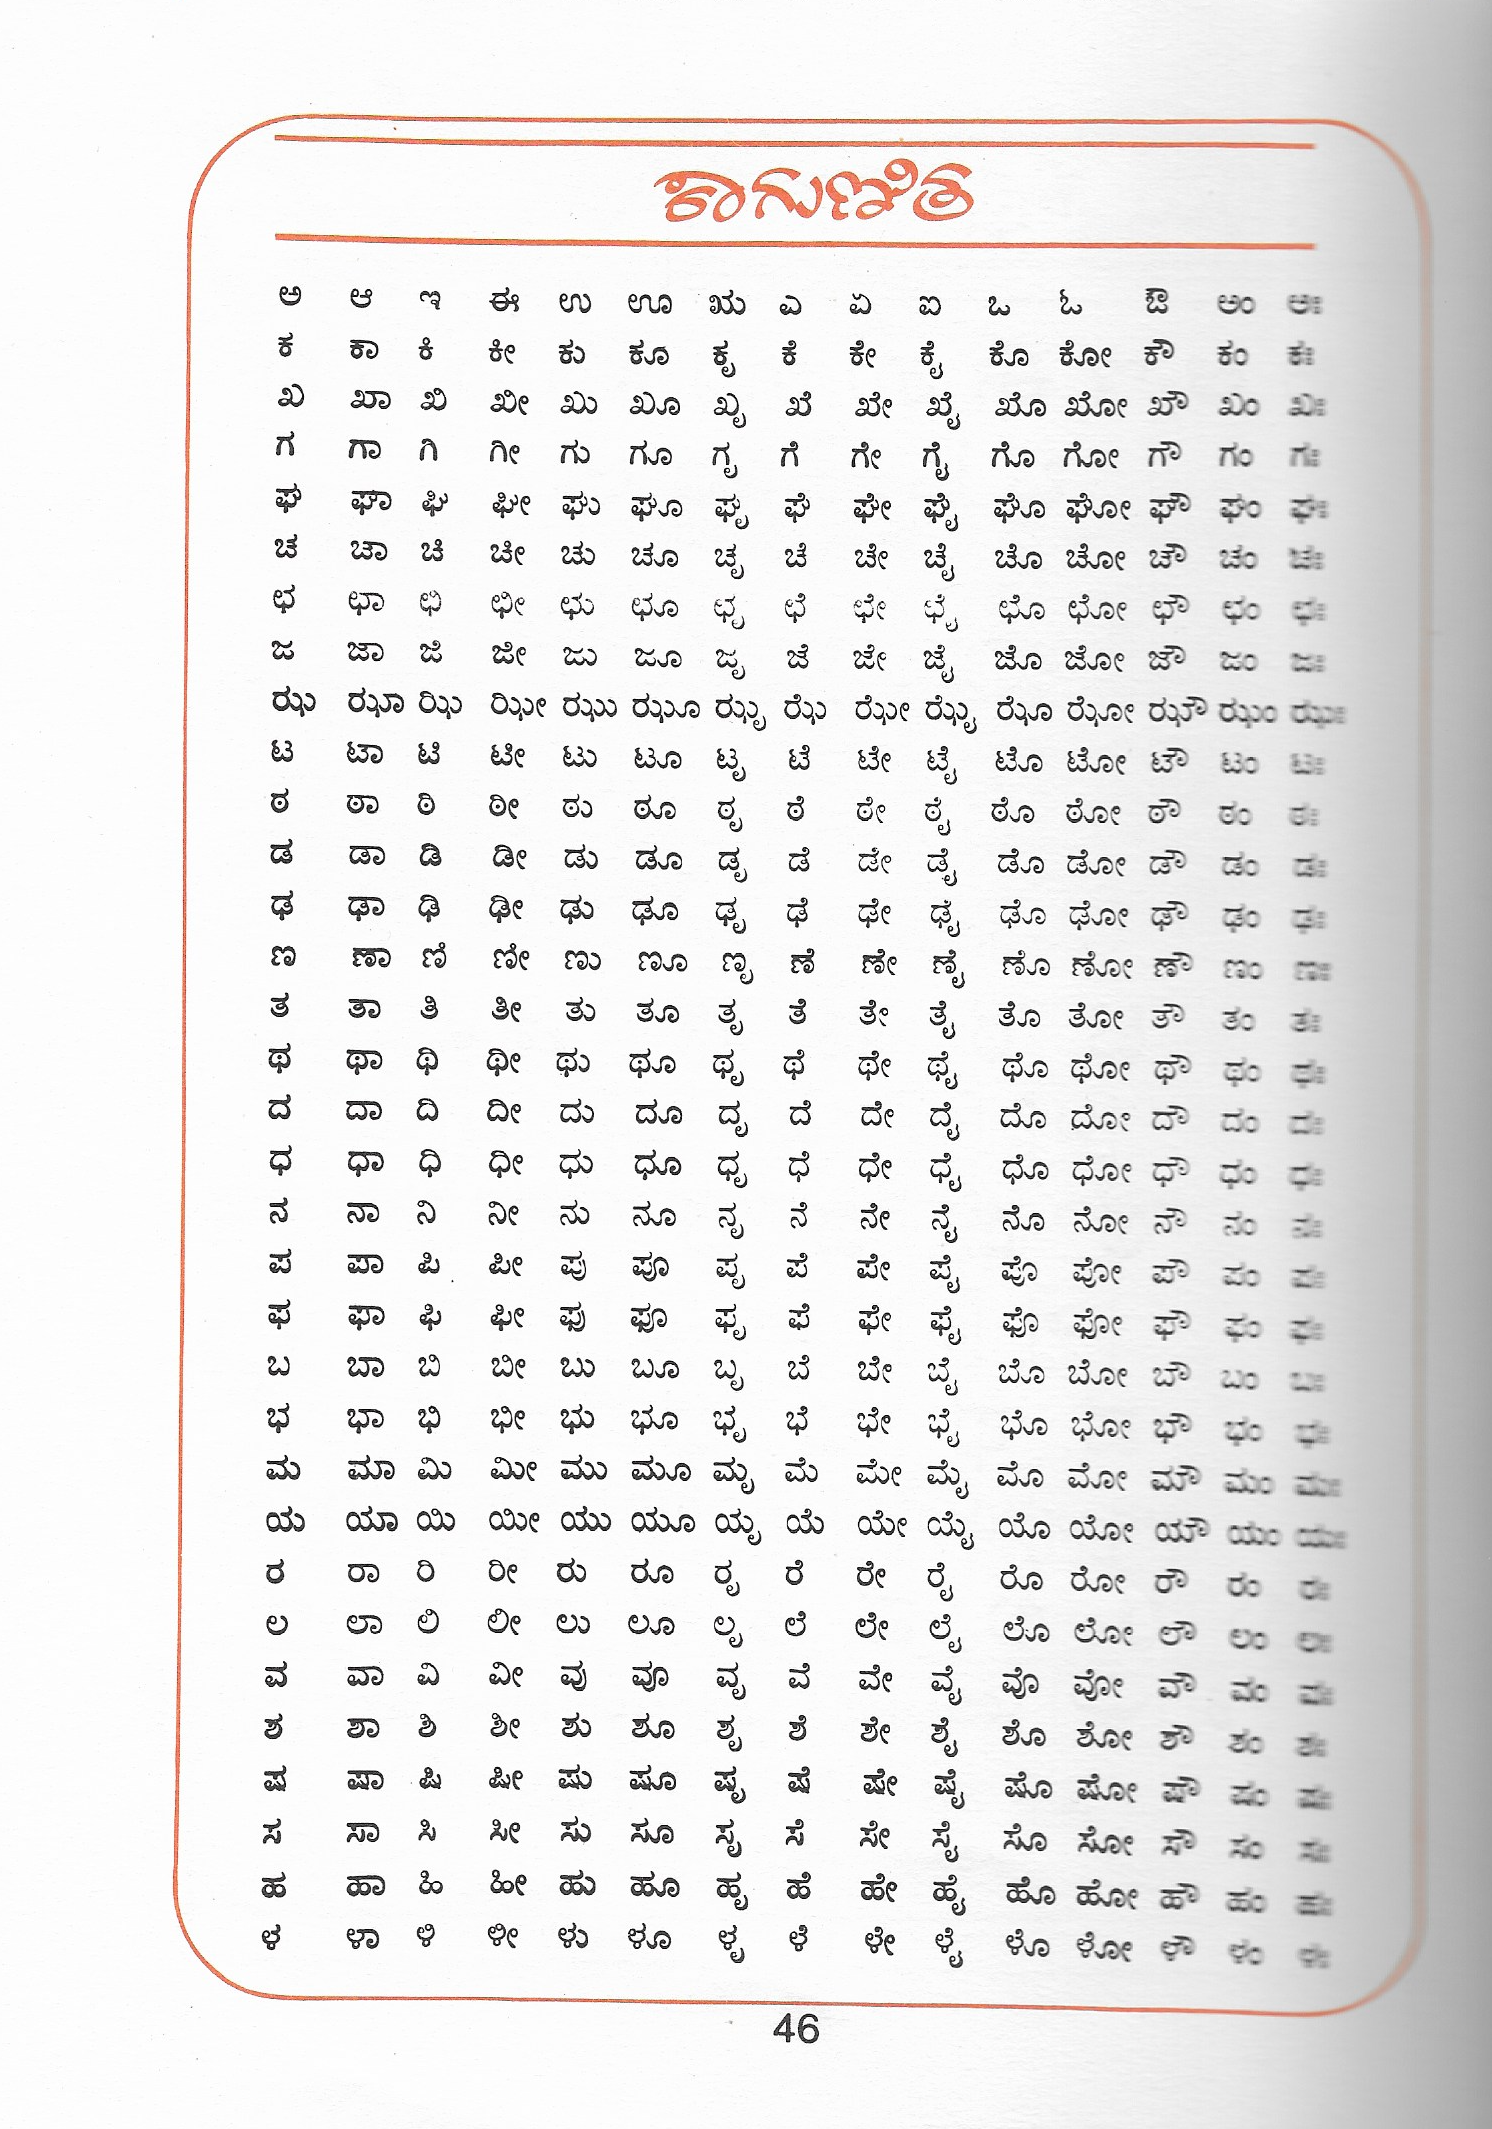 ಕಾಗುಣಿತ
ಅ ಆ ಇ ಈ ಉ ಊ ಋ ಎ ಏ ಐ ಒ ಓ ಔ ಅಂ ಅಃ
ಕ ಕಾ ಕಿ ಕೀ ಕು ಕೂ ಕೃ ಕೆ ಕೇ ಕೈ ಕೊ ಕೋ ಕೌ ಕಂ ಕಃ
ಖ ಖಾ ಖಿ ಖೀ ಖು ಖೂ ಖೃ ಖೆ ಖೇ ಖೈ ಖೊ ಖೋ ಖೌ ಖಂ ಖಃ
ಗ ಗಾ ಗಿ ಗೀ ಗು ಗೂ ಗೃ ಗೆ ಗೇ ಗೈ ಗೊ ಗೋ ಗೌ ಗಂ ಗಃ
ಘ ಘಾ ಘಿ ಘೀ ಘು ಘೂ ಘೃ ಘೆ ಘೇ ಘೈ ಘೊ ಘೋ ಘೌ ಘಂ ಘಃ
ಚ ಚಾ ಚಿ ಚೀ ಚು ಚೂ ಚೃ ಚೆ ಚೇ ಚೈ ಚೊ ಚೋ ಚೌ ಚಂ ಚಃ
ಛ ಛಾ ಛಿ ಛೀ ಛು ಛೂ ಛೃ ಛೆ ಛೇ ಛೈ ಛೊ ಛೋ ಛೌ ಛಂ ಛಃ
ಜ ಜಾ ಜಿ ಜೀ ಜು ಜೂ ಜೃ ಜೆ ಜೇ ಜೈ ಜೊ ಜೋ ಜೌ ಜಂ ಜಃ
ಝ ಝಾ ಝಿ ಝೀ ಝು ಝೂ ಝೃ ಝೆ ಝೇ ಝೈ ಝೊ ಝೋ ಝೌ ಝಂ ಝಃ
ಟ ಟಾ ಟಿ ಟೀ ಟು ಟೂ ಟೃ ಟೆ ಟೇ ಟೈ ಟೊ ಟೋ ಟೌ ಟಂ ಟಃ
ಠ ಠಾ ಠಿ ಠೀ ಠು ಠೂ ಠೃ ಠೆ ಠೇ ಠೈ ಠೊ ಠೋ ಠೌ ಠಂ ಠಃ
ಡ ಡಾ ಡಿ ಡೀ ಡು ಡೂ ಡೃ ಡೆ ಡೇ ಡೈ ಡೊ ಡೋ ಡೌ ಡಂ ಡಃ
ಢ ಢಾ ಢಿ ಢೀ ಢು ಢೂ ಢೃ ಢೆ ಢೇ ಢೈ ಢೊ ಢೋ ಢೌ ಢಂ ಢಃ
ಣ ಣಾ ಣಿ ಣೀ ಣು ಣೂ ಣೃ ಣೆ ಣೇ ಣೈ ಣೊ ಣೋ ಣೌ ಣಂ ಣಃ
ತ ತಾ ತಿ ತೀ ತು ತೂ ತೃ ತೆ ತೇ ತೈ ತೊ ತೋ ತೌ ತಂ ತಃ
ಥ ಥಾ ಥಿ ಥೀ ಥು ಥೂ ಥೃ ಥೆ ಥೇ ಥೈ ಥೊ ಥೋ ಥೌ ಥಂ ಥಃ
ದ ದಾ ದಿ ದೀ ದು ದೂ ದೃ ದೆ ದೇ ದೈ ದೊ ದೋ ದೌ ದಂ ದಃ
ಧ ಧಾ ಧಿ ಧೀ ಧು ಧೂ ಧೃ ಧೆ ಧೇ ಧೈ ಧೊ ಧೋ ಧೌ ಧಂ ಧಃ
ನ ನಾ ನಿ ನೀ ನು ನೂ ನೃ ನೆ ನೇ ನೈ ನೊ ನೋ ನೌ ನಂ ನಃ
ಪ ಪಾ ಪಿ ಪೀ ಪು ಪೂ ಪೃ ಪೆ ಪೇ ಪೈ ಪೊ ಪೋ ಪೌ ಪಂ ಪಃ
ಫ ಫಾ ಫಿ ಫೀ ಫು ಫೂ ಫೃ ಫೆ ಫೇ ಫೈ ಫೊ ಫೋ ಫೌ ಫಂ ಫಃ
ಬ ಬಾ ಬಿ ಬೀ ಬು ಬೂ ಬೃ ಬೆ ಬೇ ಬೈ ಬೊ ಬೋ ಬೌ ಬಂ ಬಃ
ಭ ಭಾ ಭಿ ಭೀ ಭು ಭೂ ಭೃ ಭೆ ಭೇ ಭೈ ಭೊ ಭೋ ಭೌ ಭಂ ಭಃ
ಮ ಮಾ ಮಿ ಮೀ ಮು ಮೂ ಮೃ ಮೆ ಮೇ ಮೈ ಮೊ ಮೋ ಮೌ ಮಂ ಮಃ
ಯ ಯಾ ಯಿ ಯೀ ಯು ಯೂ ಯೃ ಯೆ ಯೇ ಯೈ ಯೊ ಯೋ ಯೌ ಯಂ ಯಃ
ರ ರಾ ರಿ ರೀ ರು ರೂ ರೃ ರೆ ರೇ ರೈ ರೊ ರೋ ರೌ ರಂ ರಃ
ಲ ಲಾ ಲಿ ಲೀ ಲು ಲೂ ಲೃ ಲೆ ಲೇ ಲೈ ಲೊ ಲೋ ಲೌ ಲಂ ಲಃ
ವ ವಾ ವಿ ವೀ ವು ವೂ ವೃ ವೆ ವೇ ವೈ ವೊ ವೋ ವೌ ವಂ ವಃ
ಶ ಶಾ ಶಿ ಶೀ ಶು ಶೂ ಶೃ ಶೆ ಶೇ ಶೈ ಶೊ ಶೋ ಶೌ ಶಂ ಶಃ
ಷ ಷಾ ಷಿ ಷೀ ಷು ಷೂ ಷೃ ಷೆ ಷೇ ಷೈ ಷೊ ಷೋ ಷೌ ಷಂ ಷಃ
ಸ ಸಾ ಸಿ ಸೀ ಸು ಸೂ ಸೃ ಸೆ ಸೇ ಸೈ ಸೊ ಸೋ ಸೌ ಸಂ ಸಃ
ಹ ಹಾ ಹಿ ಹೀ ಹು ಹೂ ಹೃ ಹೆ ಹೇ ಹೈ ಹೊ ಹೋ ಹೌ ಹಂ ಹಃ
ಳ ಳಾ ಳಿ ಳೀ ಳು ಳೂ ಳೃ ಳೆ ಳೇ ಳೈ ಳೊ ಳೋ ಳೌ ಳಂ ಳಃ
46